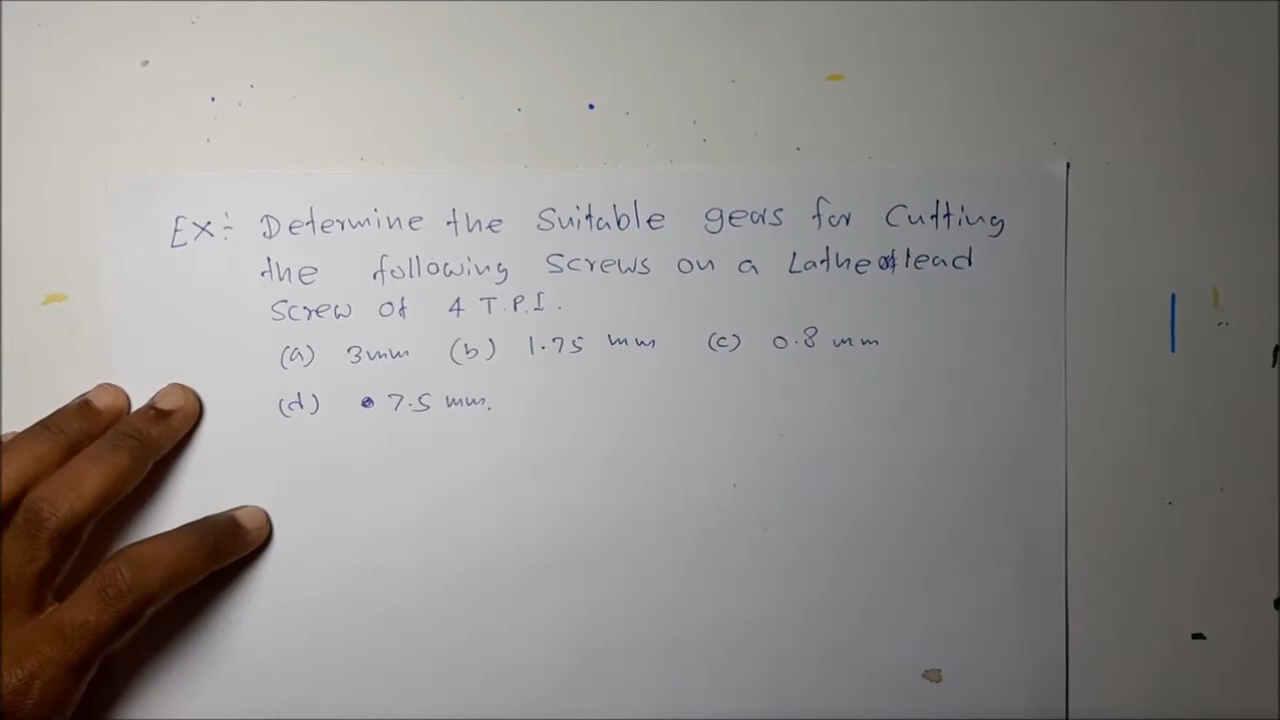 Ex:- Determine the Suitable gears for Cutting
the following Screws on a Lathe of lead
Screw of 4 T.P.I.
(a) 3mm (b) 1.75 mm (c) 0.8 mm
(d) 7.5 mm.